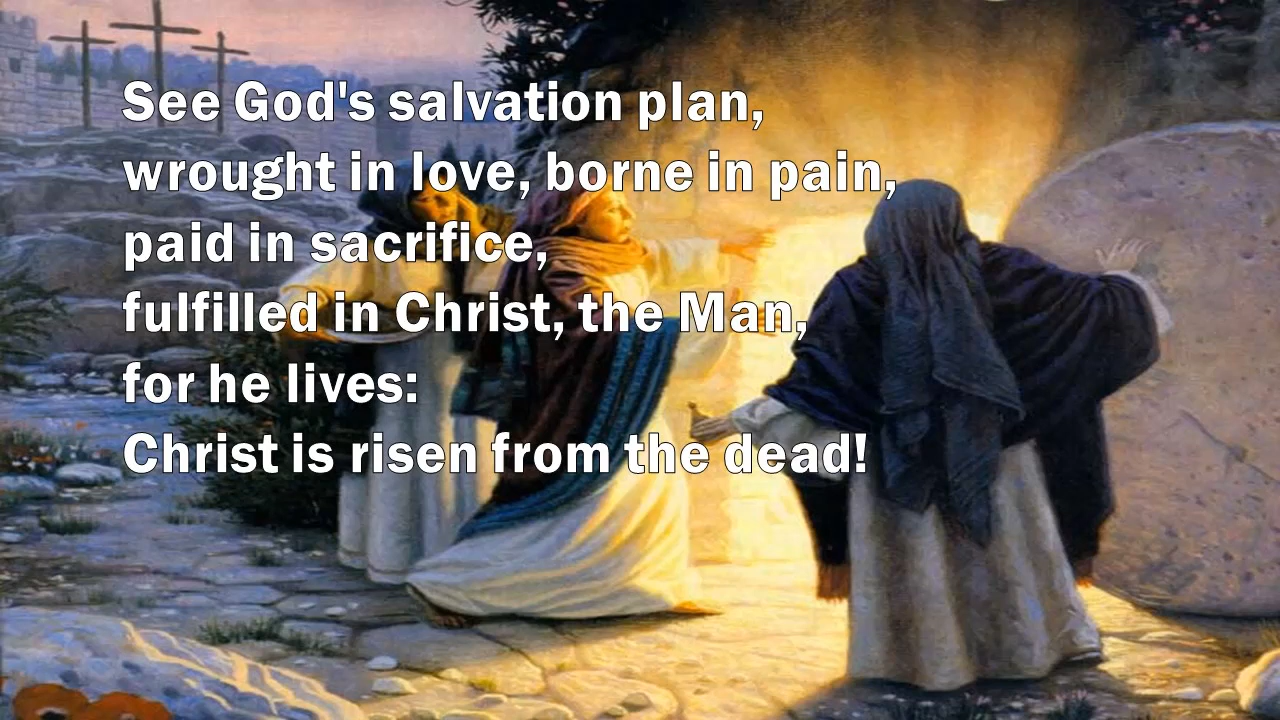 See God's salvation plan,
wrought in love, borne in pain,
paid in sacrifice,
fulfilled in Christ, the Man,
for he lives:
Christ is risen from the dead!